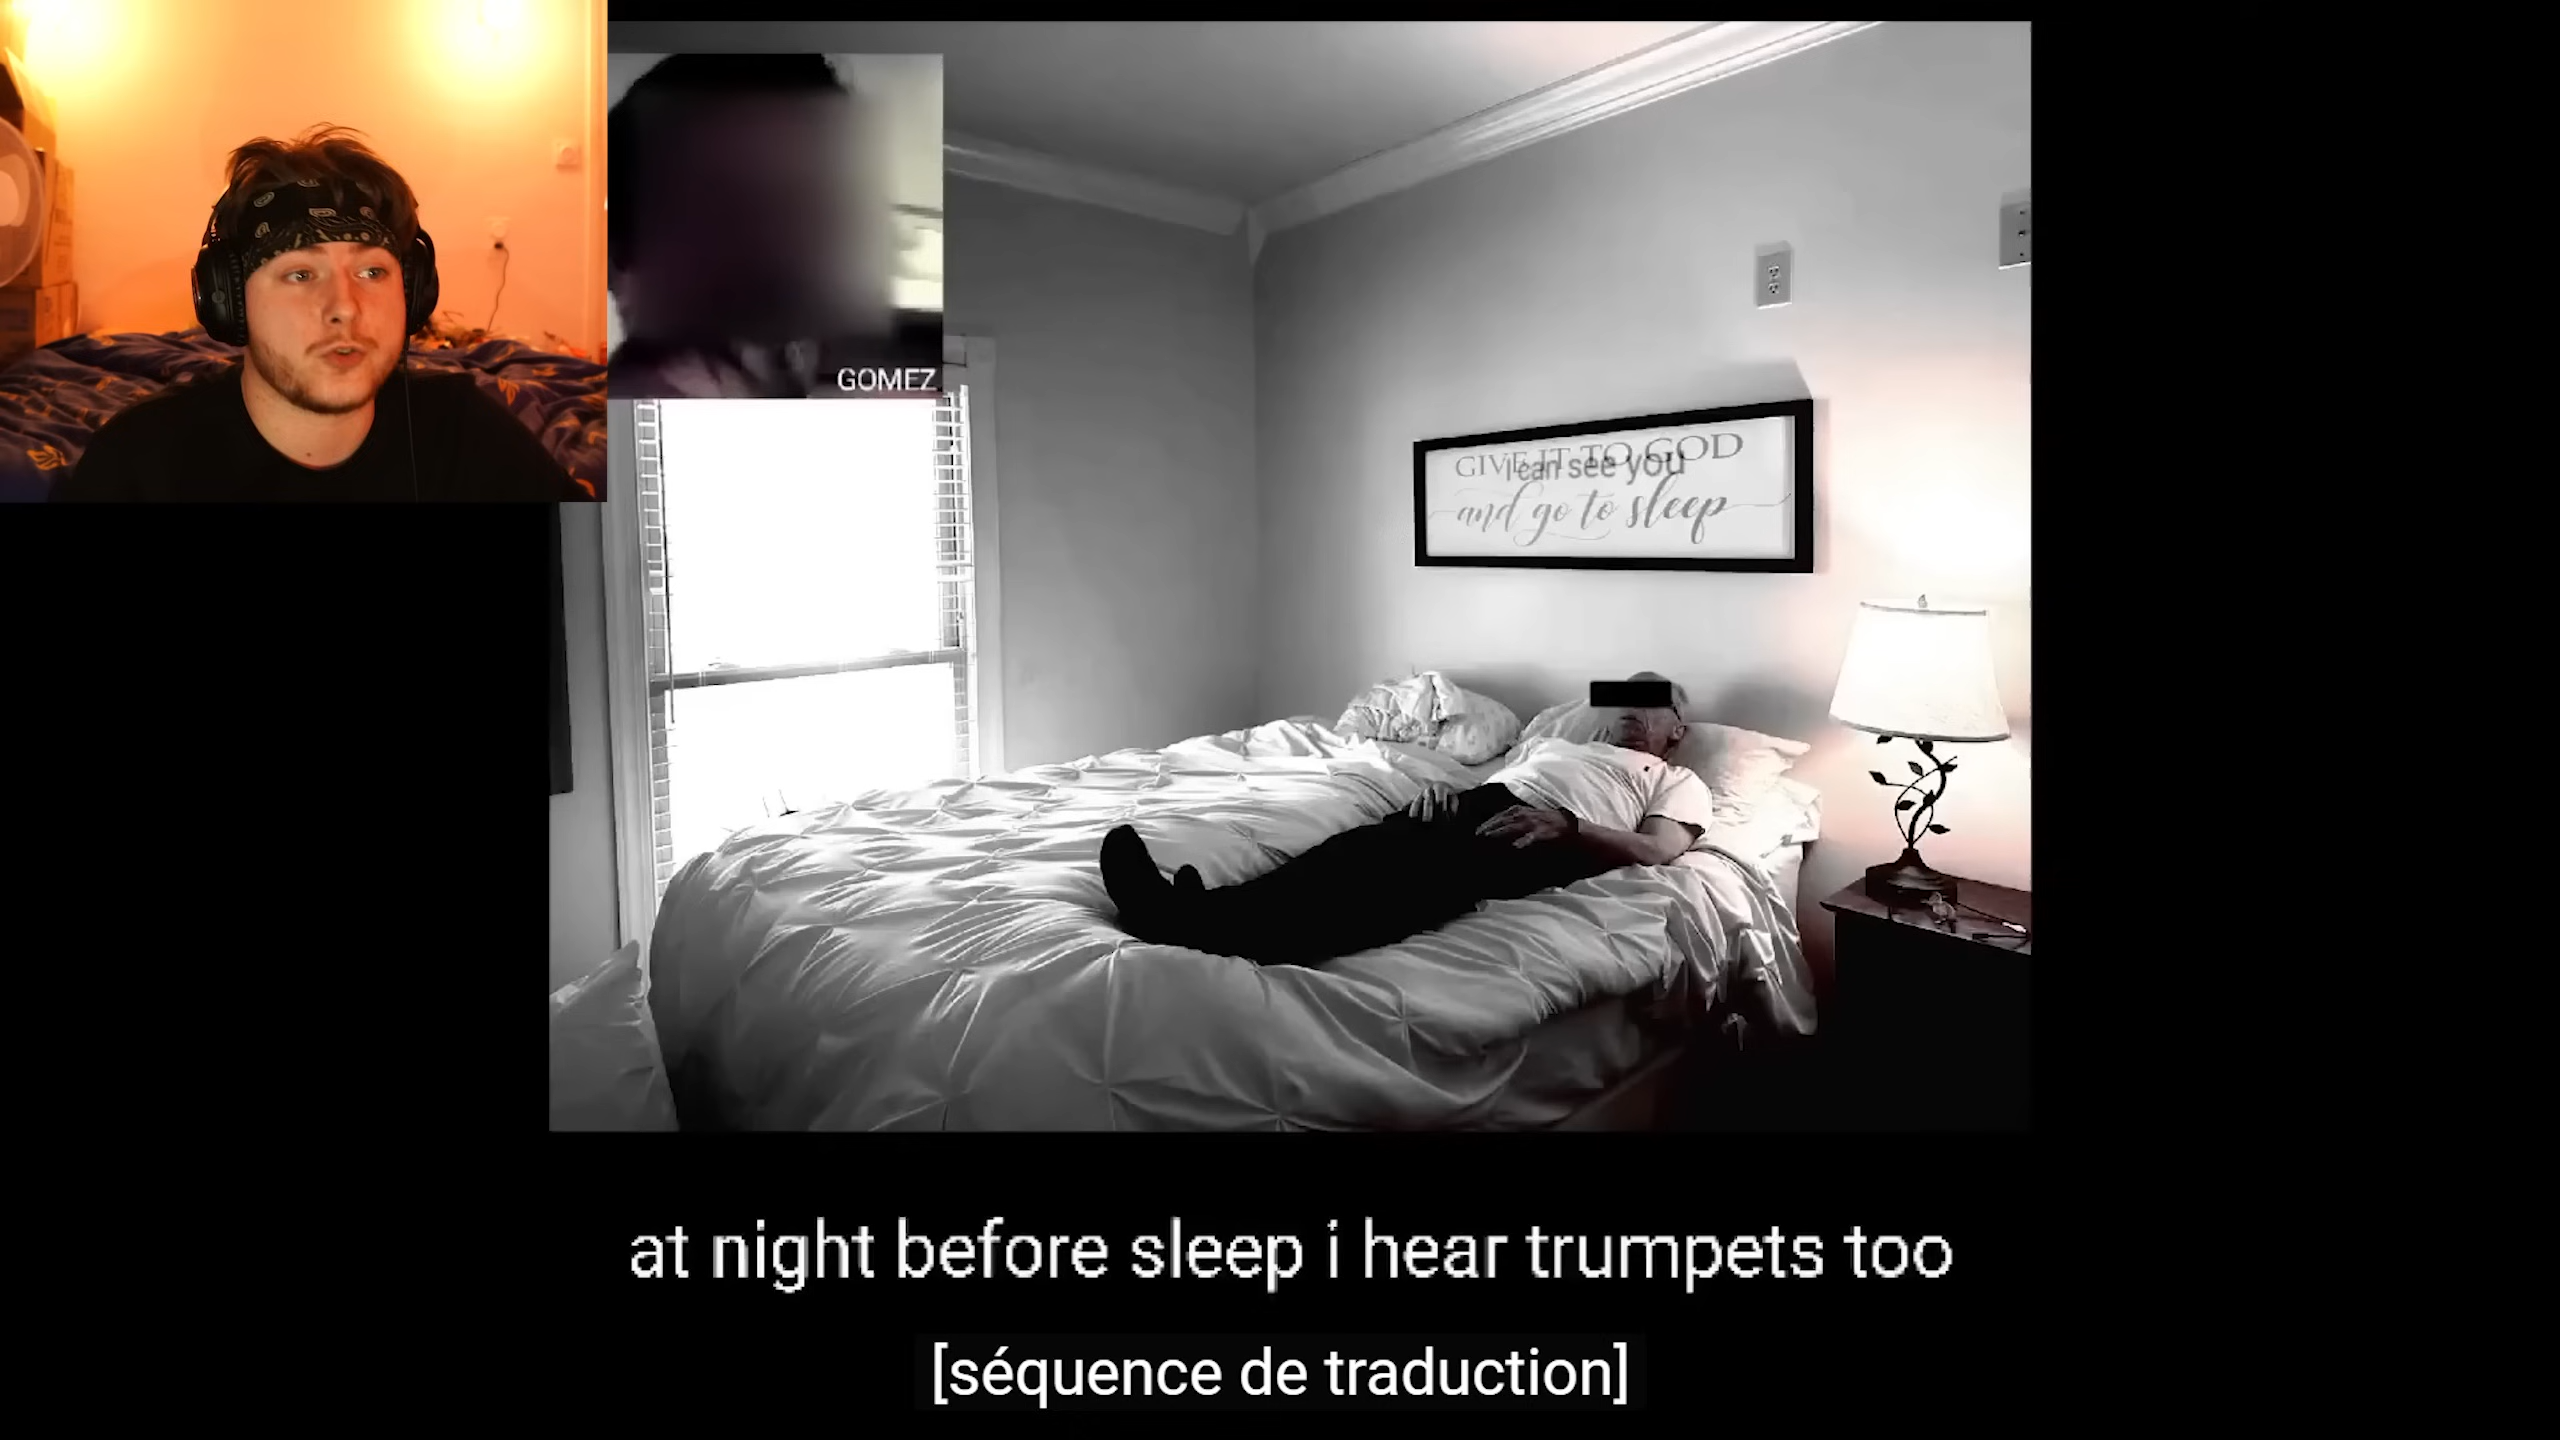 GOMEZ
GIVE IT TO GOD
I can see you
and go to sleep
at night before sleep i hear trumpets too
[séquence de traduction]